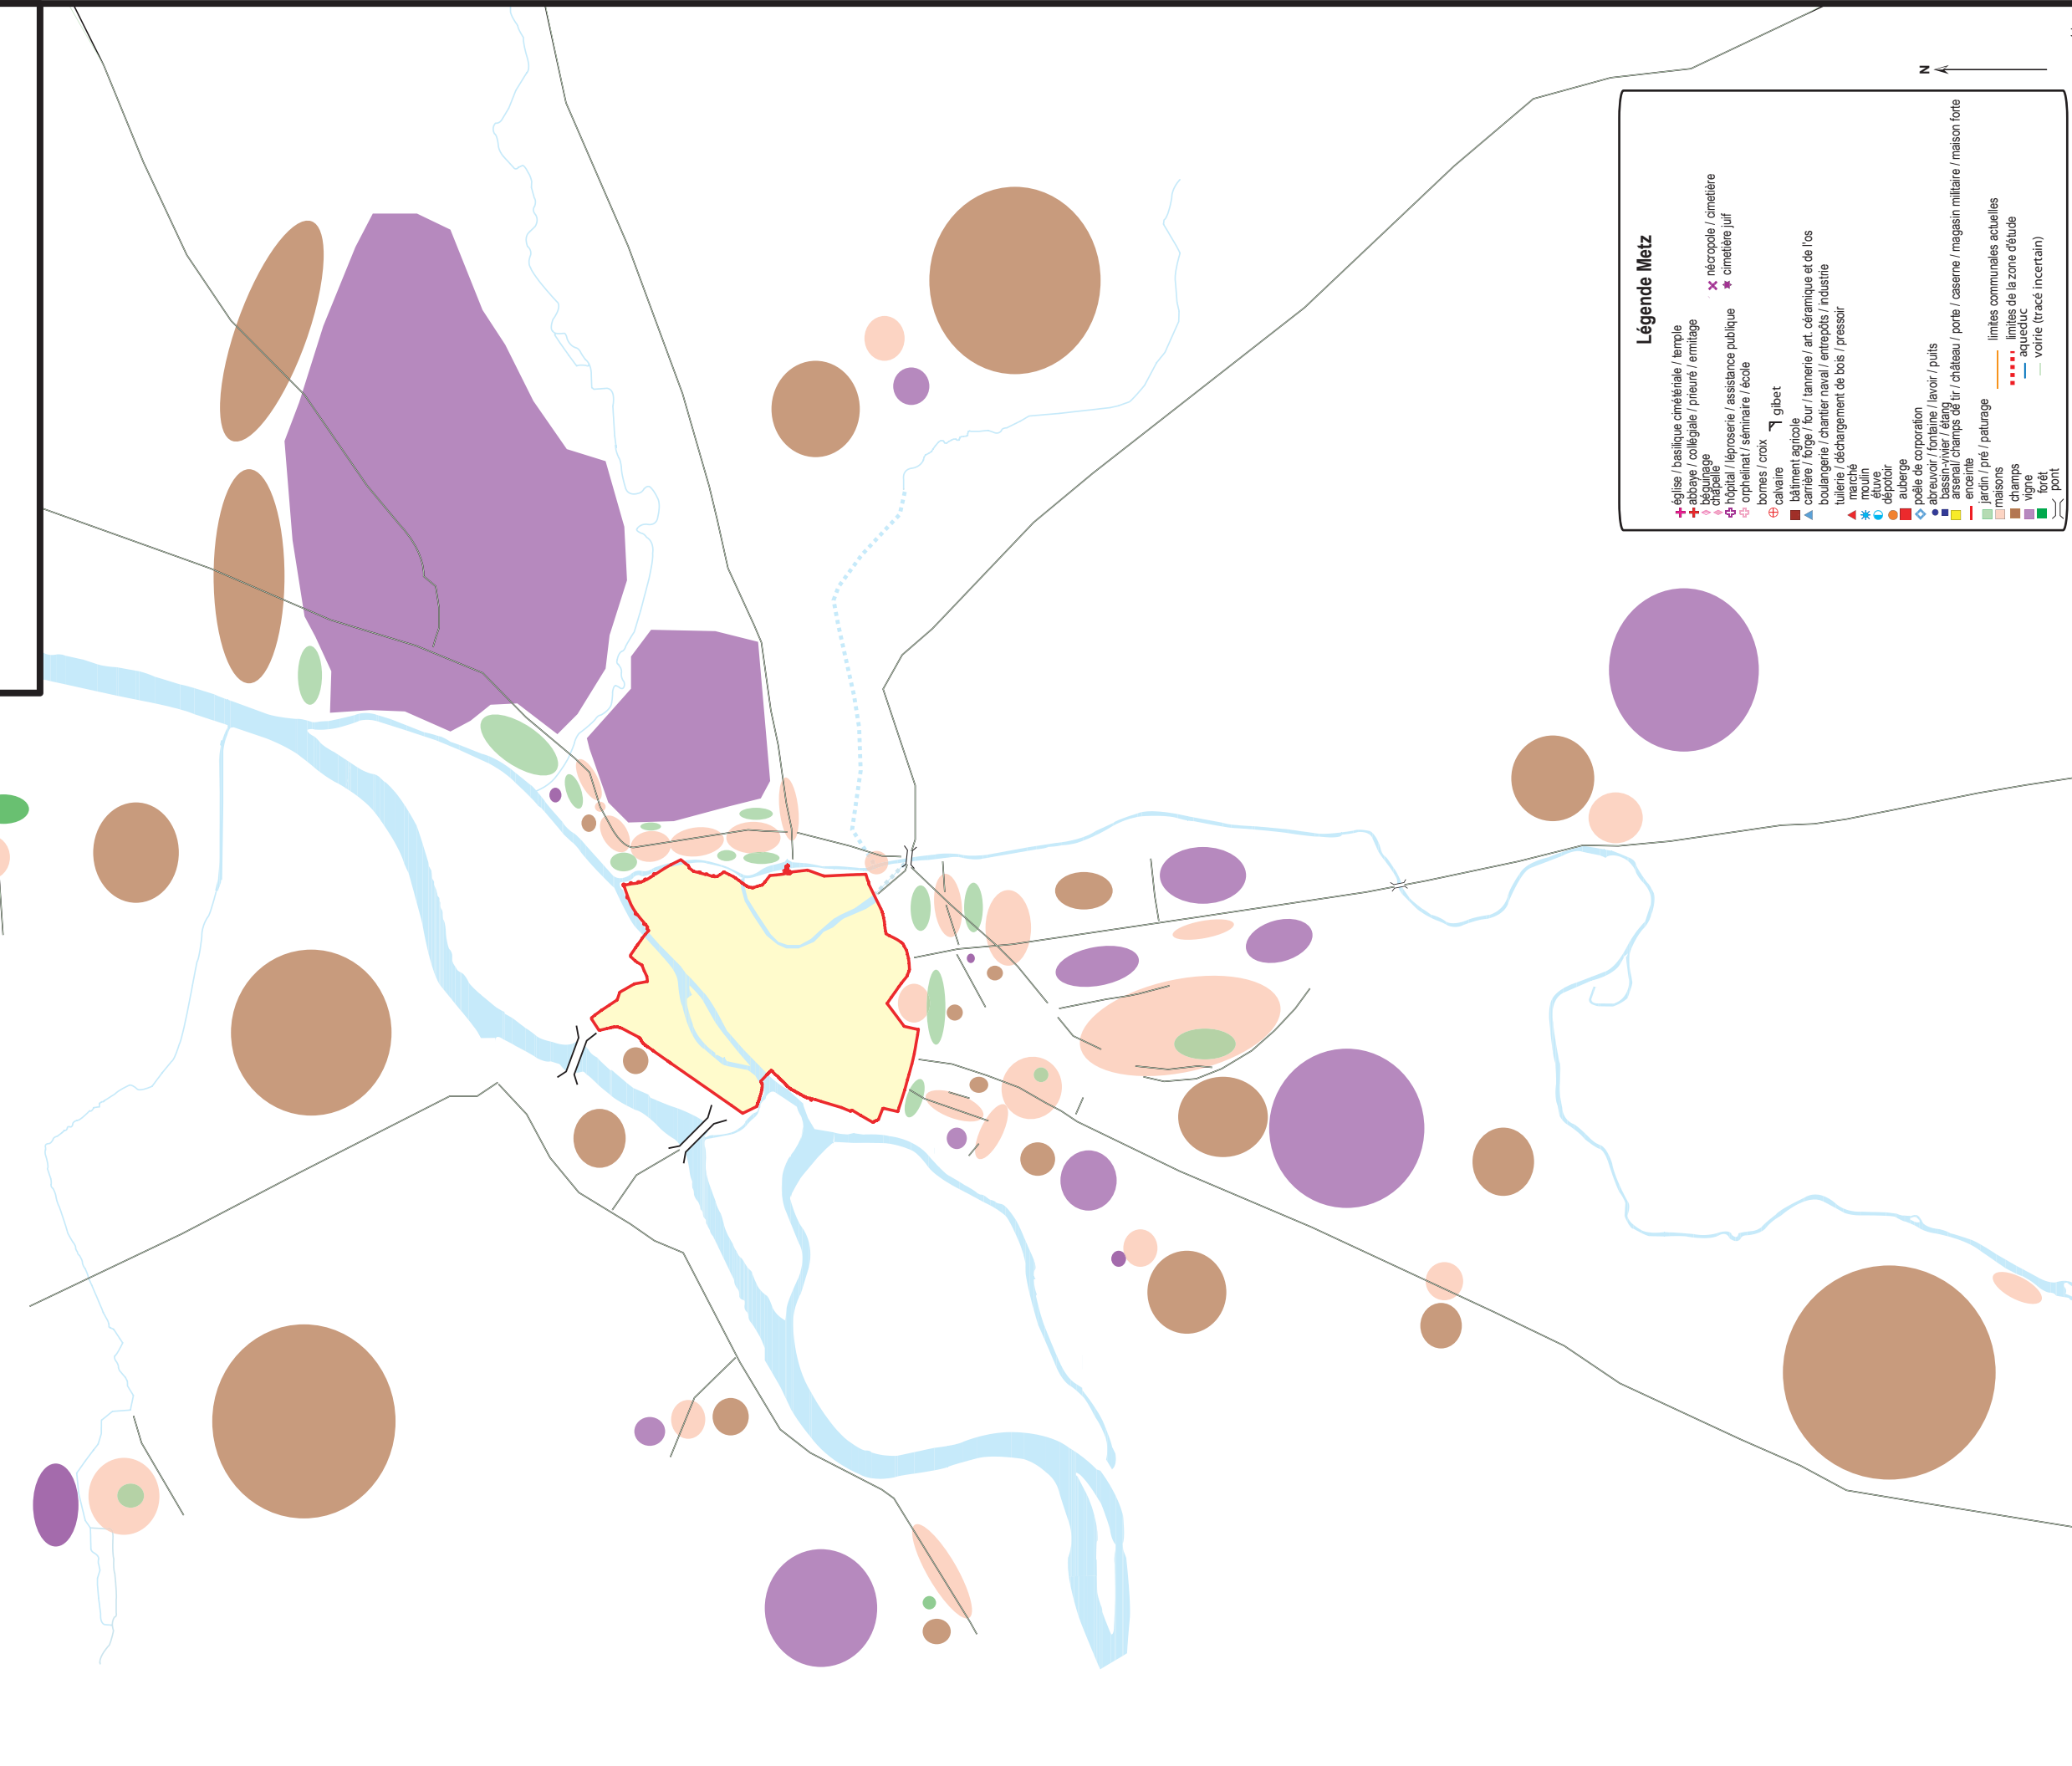 N
Légende Metz
église / basilique cimétériale / temple
abbaye / collégiale / prieuré / ermitage
béguinage
chapelle
hôpital / léproserie / assistance publique
orphelinat / séminaire / école
nécropole / cimetière
cimetière juif
bornes / croix
calvaire
gibet
bâtiment agricole
carrière / forge / four / tannerie / art. céramique et de l'os
boulangerie / chantier naval / entrepôts / industrie
tuilerie / déchargement de bois / pressoir
marché
moulin
étuve
dépotoir
auberge
poêle de corporation
abreuvoir / fontaine / lavoir / puits
bassin-vivier / étang
arsenal/ champs de tir / château / porte / caserne / magasin militaire / maison forte
enceinte
jardin / pré / paturage
maisons
champs
vigne
forêt
pont
limites communales actuelles
limites de la zone d'étude
aqueduc
voirie (tracé incertain)